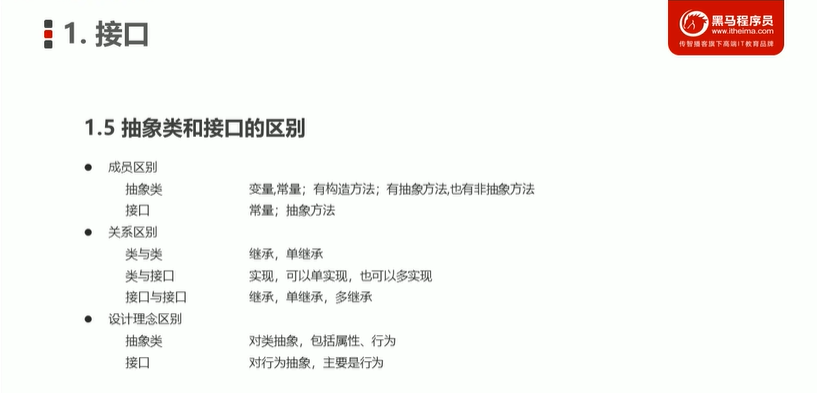 1. 接口
黑马程序员
www.itheima.com
传智播客旗下高端IT教育品牌
1.5 抽象类和接口的区别
● 成员区别
抽象类 变量,常量；有构造方法；有抽象方法,也有非抽象方法
接口 常量；抽象方法
● 关系区别
类与类 继承，单继承
类与接口 实现，可以单实现，也可以多实现
接口与接口 继承，单继承，多继承
● 设计理念区别
抽象类 对类抽象，包括属性、行为
接口 对行为抽象，主要是行为